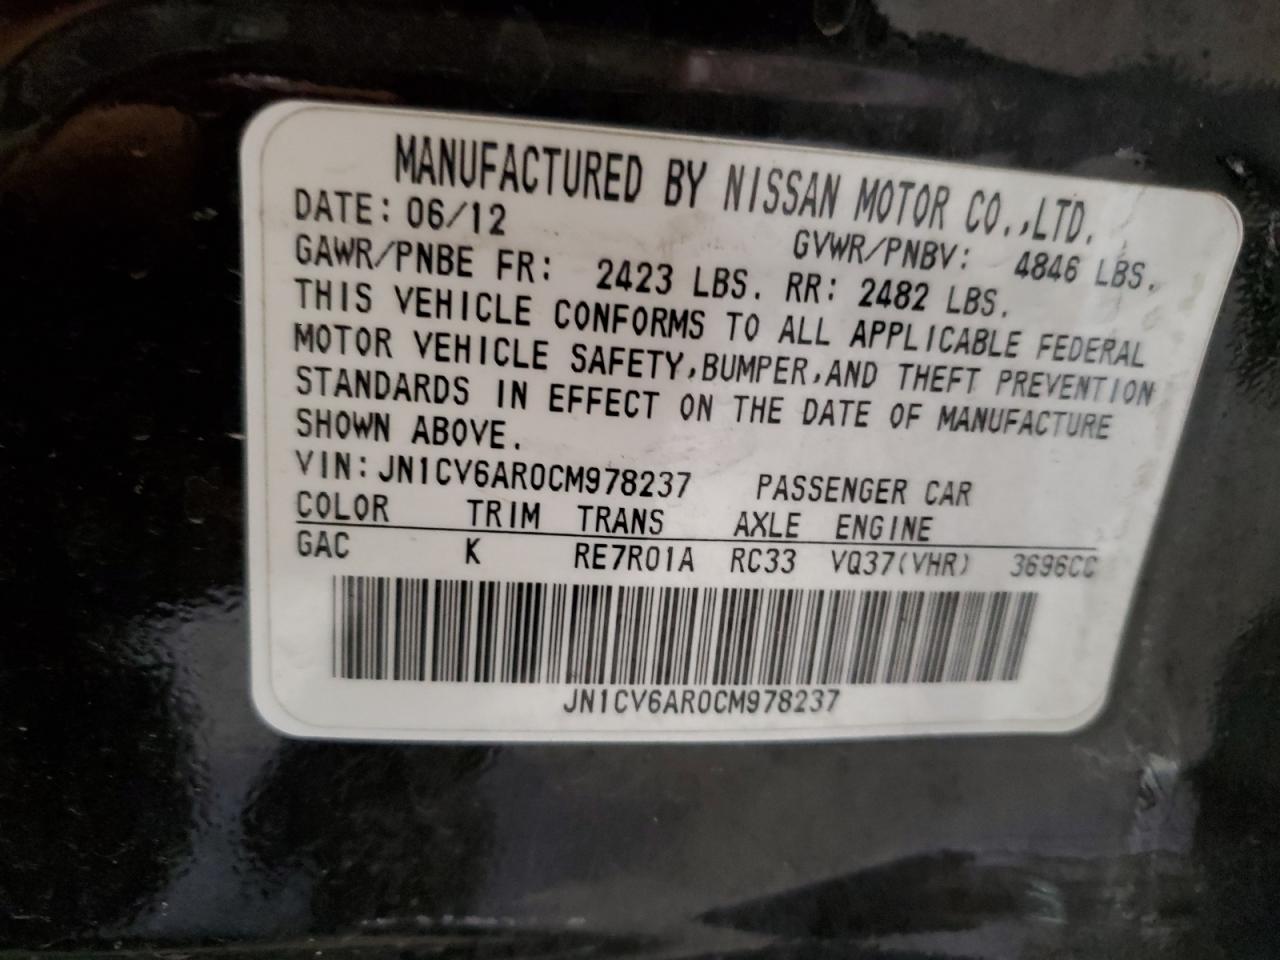 MANUFACTURED BY NISSAN MOTOR CO.,LTD.
DATE: 06/12 GVWR/PNBV: 4846 LBS.
GAWR/PNBE FR: 2423 LBS. RR: 2482 LBS.
THIS VEHICLE CONFORMS TO ALL APPLICABLE FEDERAL
MOTOR VEHICLE SAFETY,BUMPER,AND THEFT PREVENTION
STANDARDS IN EFFECT ON THE DATE OF MANUFACTURE
SHOWN ABOVE.
VIN: JN1CV6AR0CM978237 PASSENGER CAR
COLOR TRIM TRANS AXLE ENGINE
GAC K RE7R01A RC33 VQ37(VHR) 3696CC
JN1CV6AR0CM978237